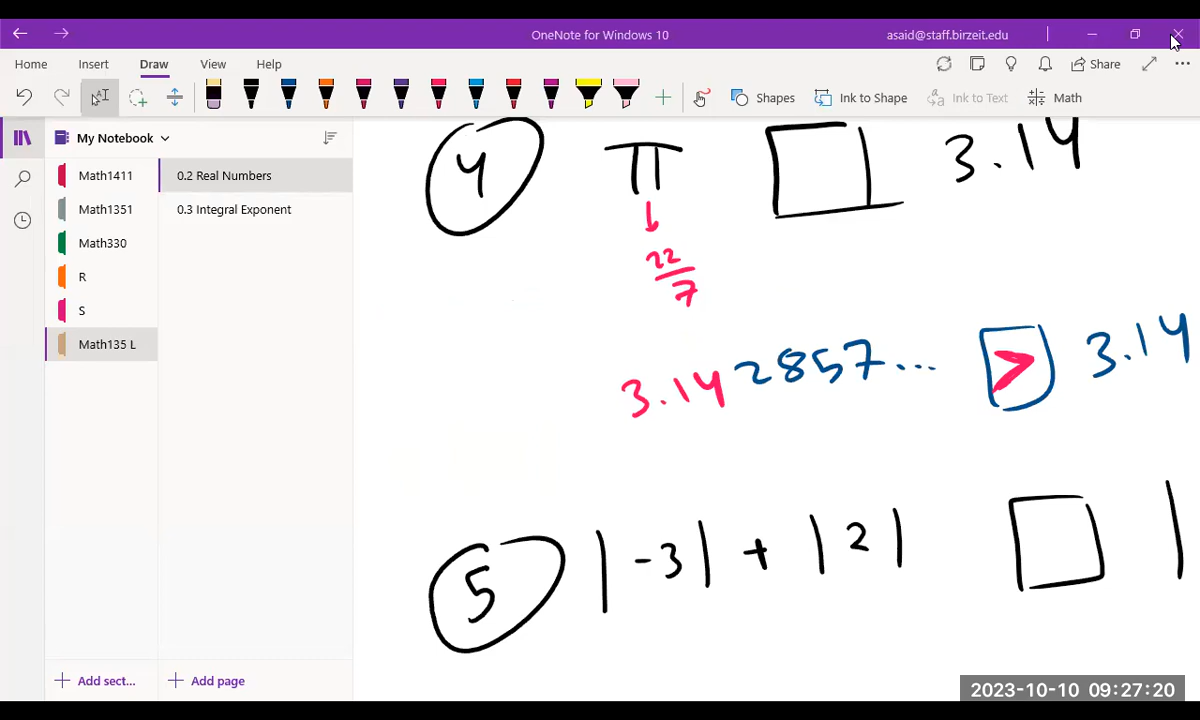 OneNote for Windows 10
asaid@staff.birzeit.edu
Home Insert Draw View Help
Share
Shapes
Ink to Shape
Ink to Text
Math
My Notebook
Math1411
Math1351
Math330
R
S
Math135 L
0.2 Real Numbers
0.3 Integral Exponent
4 π □ 3.14
22
7
3.142857... > 3.14
5 |-3| + |2| □ |
Add sect...
Add page
2023-10-10 09:27:20